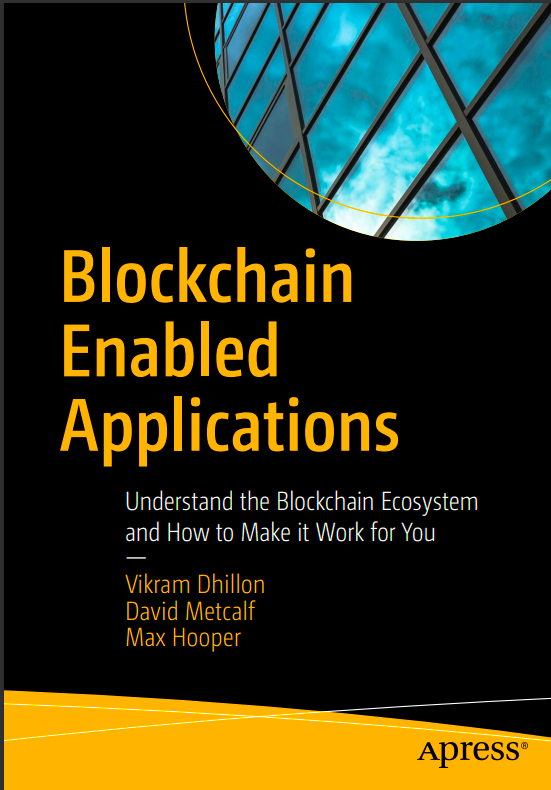 Blockchain
Enabled
Applications
Understand the Blockchain Ecosystem
and How to Make it Work for You
—
Vikram Dhillon
David Metcalf
Max Hooper
Apress®